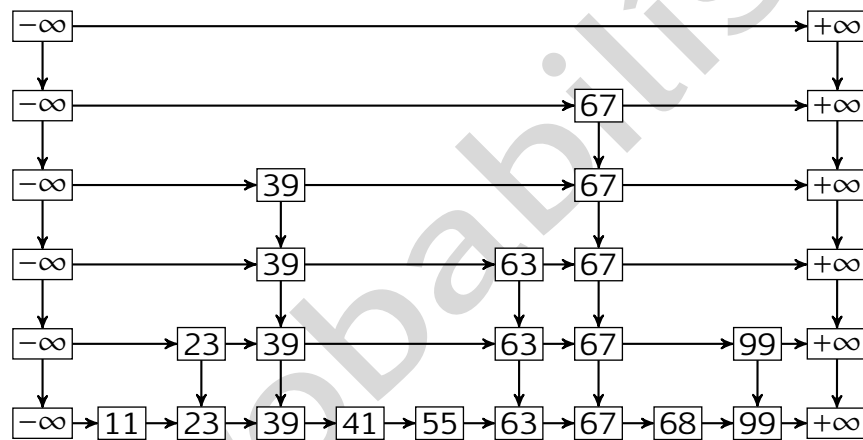 −∞ +∞
−∞ 67 +∞
−∞ 39 67 +∞
−∞ 39 63 67 +∞
−∞ 23 39 63 67 99 +∞
−∞ 11 23 39 41 55 63 67 68 99 +∞